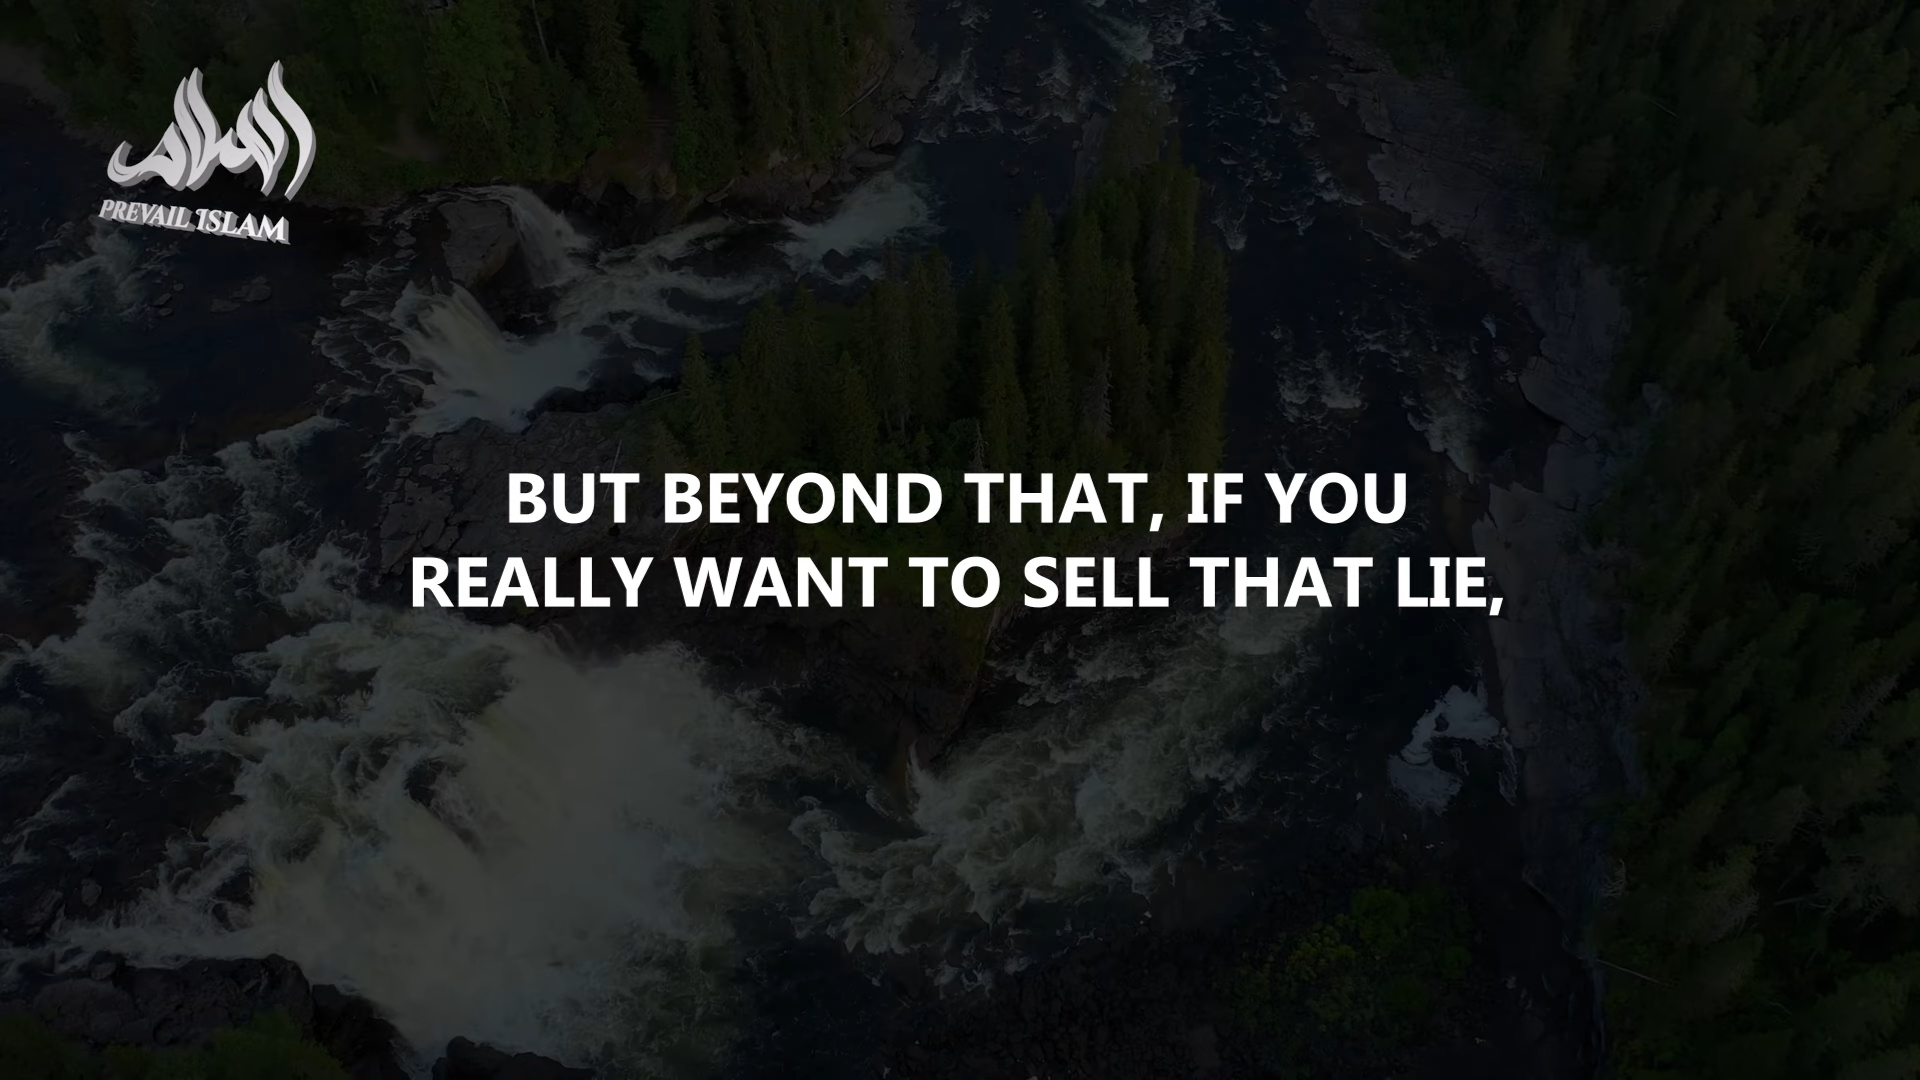 PREVAIL ISLAM
BUT BEYOND THAT, IF YOU
REALLY WANT TO SELL THAT LIE,